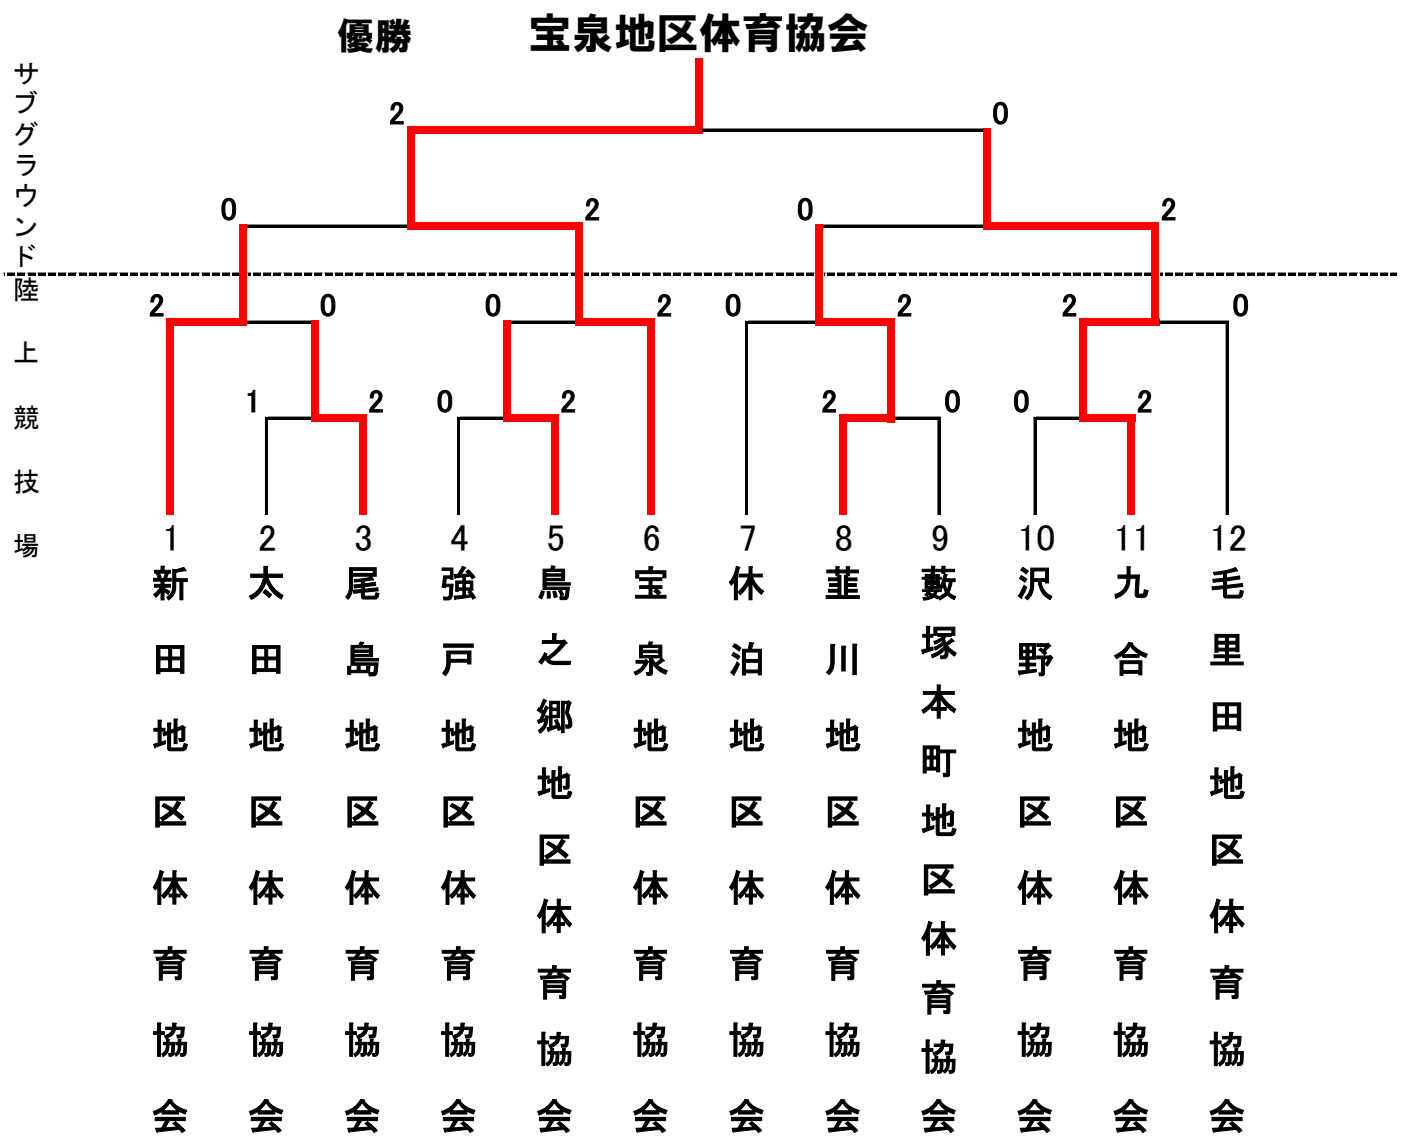 優勝 宝泉地区体育協会
サブグラウンド
陸上競技場
2 0
0 2 0 2
2 0 0 2 0 2 2 0
1 2 0 2 2 0 0 2
1 2 3 4 5 6 7 8 9 10 11 12
新田地区体育協会
太田地区体育協会
尾島地区体育協会
強戸地区体育協会
鳥之郷地区体育協会
宝泉地区体育協会
休泊地区体育協会
韮川地区体育協会
藪塚本町地区体育協会
沢野地区体育協会
九合地区体育協会
毛里田地区体育協会